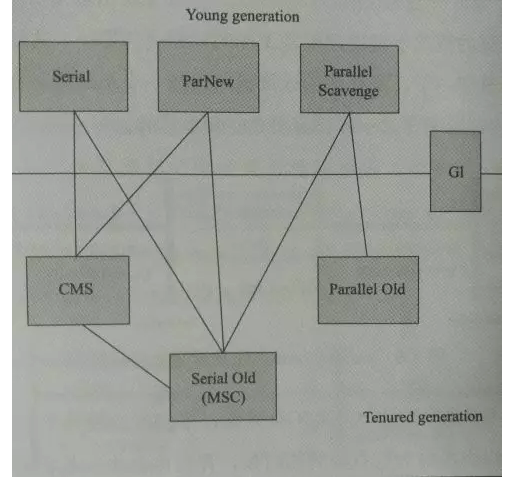 Young generation
Serial
ParNew
Parallel
Scavenge
G1
CMS
Parallel Old
Serial Old
(MSC)
Tenured generation